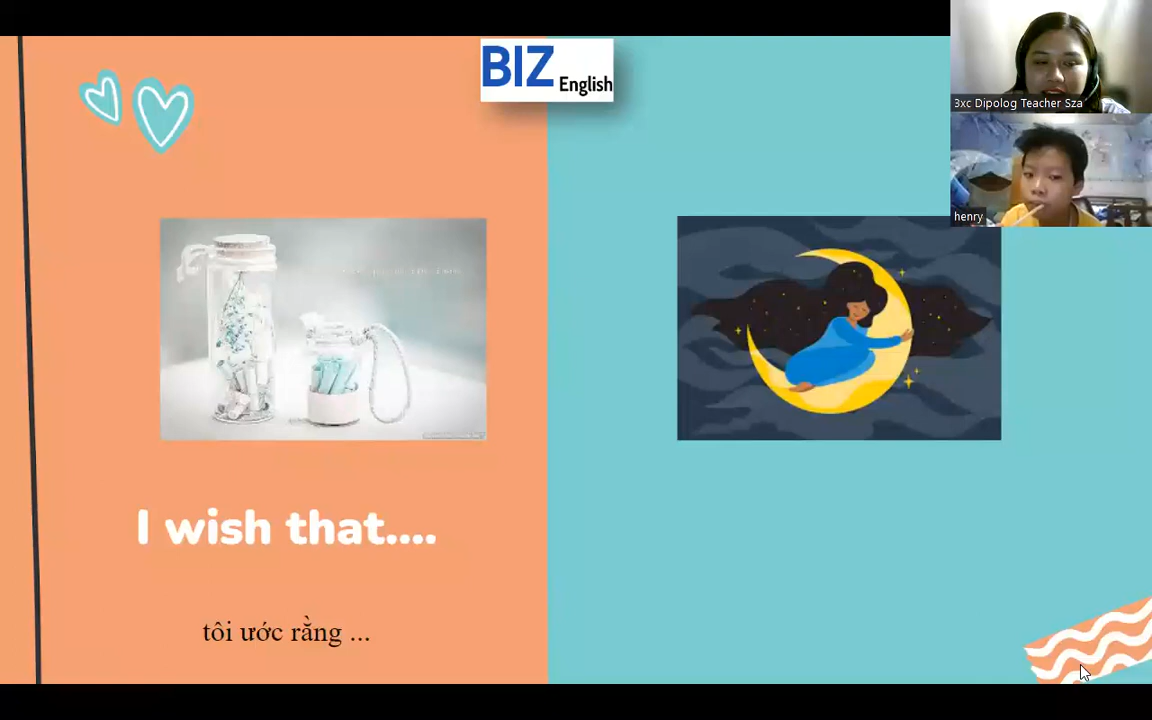 BIZ
English
3xc Dipolog Teacher Sza
henry
I wish that....
tôi ước rằng ...